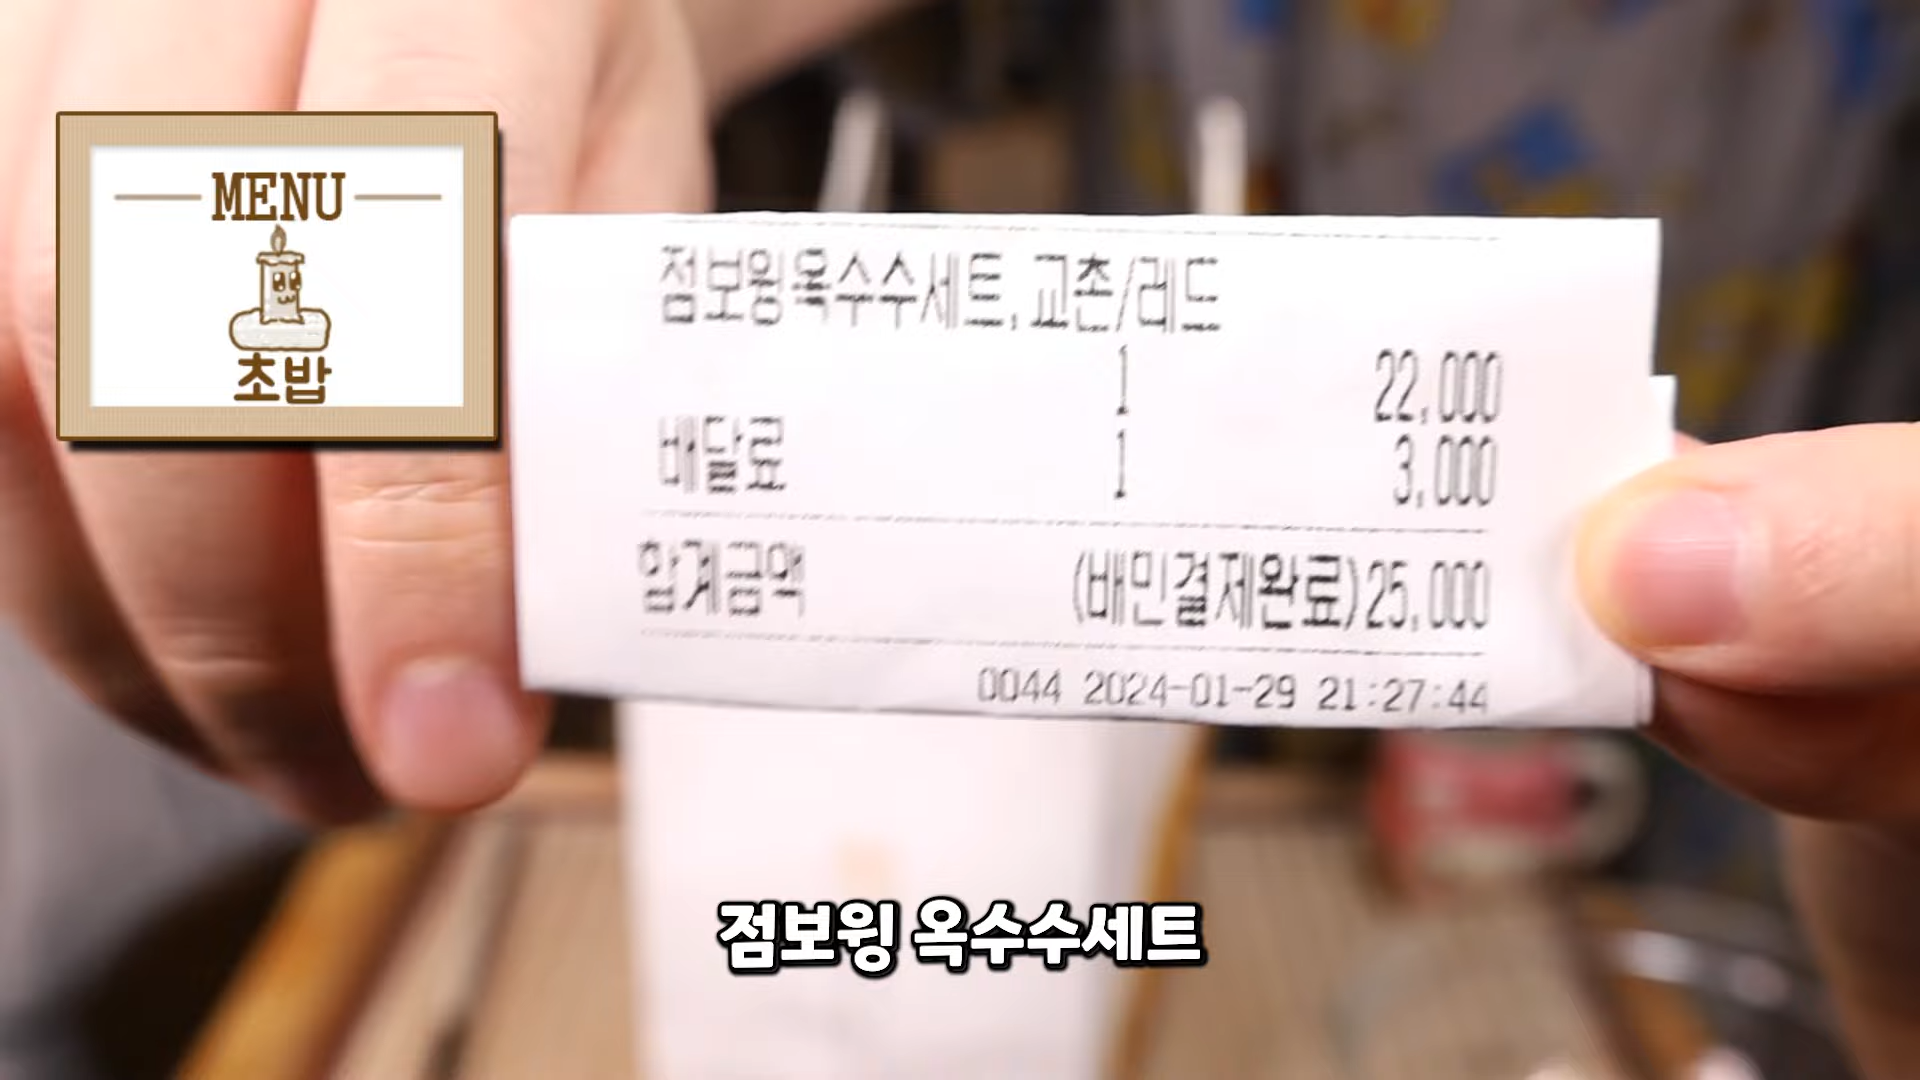 MENU
초밥
점보윙옥수수세트,교촌/레드
1 22,000
배달료 1 3,000
합계금액 (배민결제완료)25,000
0044 2024-01-29 21:27:44
점보윙 옥수수세트